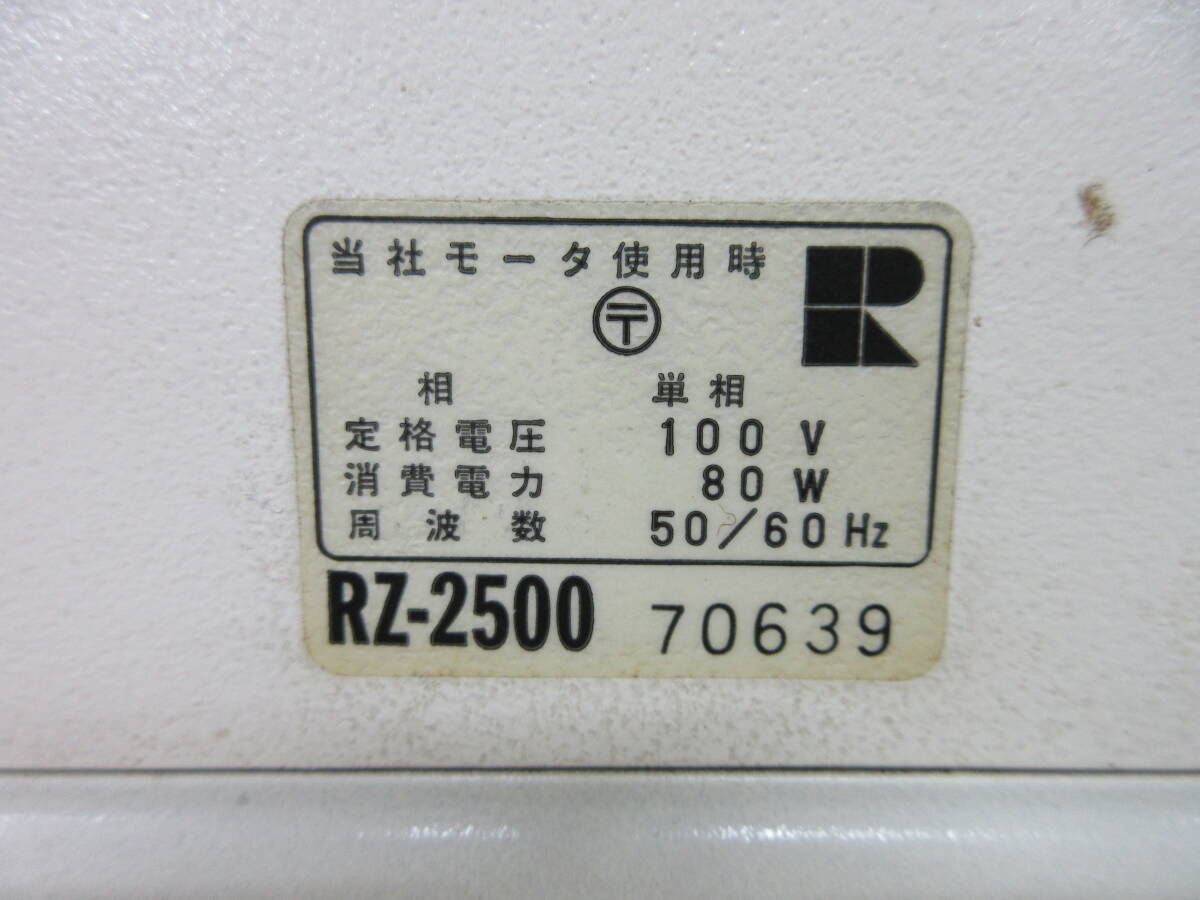 当社モータ使用時
〶
R
相 単相
定格電圧 100 V
消費電力 80 W
周波数 50/60 Hz
RZ-2500 70639